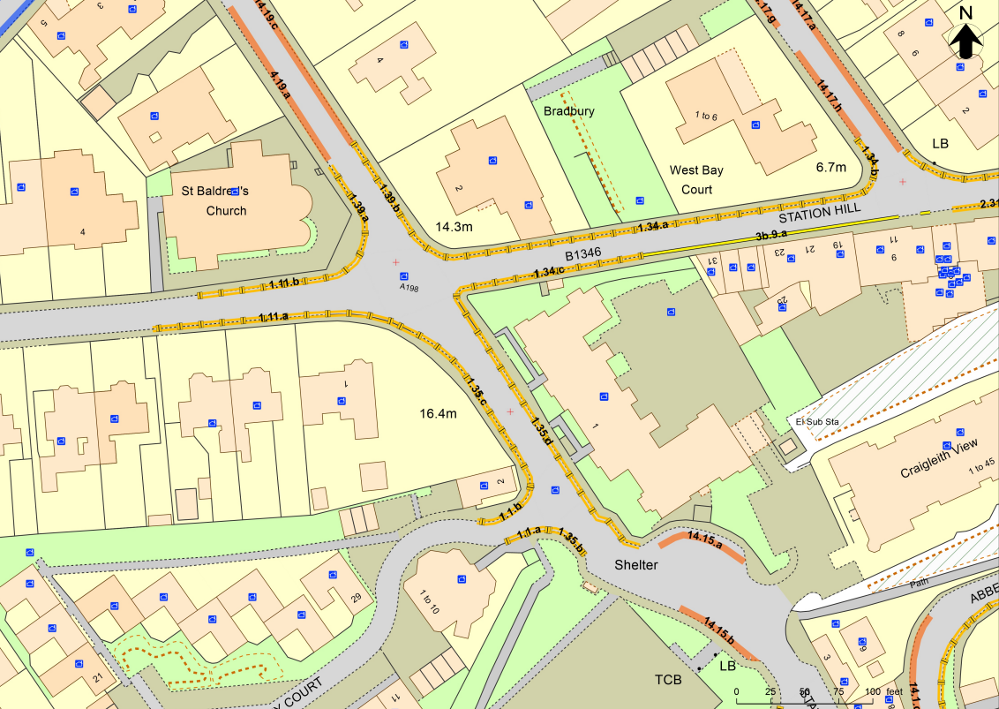 14.19.c
4.19.a
5
3
4
14.17.g
14.17.a
14.17.h
8
6
2
N
Bradbury
1 to 6
LB
West Bay
Court
6.7m
1.34.b
St Baldred's
Church
4
1.39.a
1.39.b
2
14.3m
1.34.a
STATION HILL
3b.9.a
B1346
1.34.c
A198
1.11.b
1.11.a
31
23
21
19
11
9
25
1
16.4m
1.35.c
1.35.d
1
El Sub Sta
Craigleith View
1 to 45
2
1.1.b
1.1.a
1.35.b
14.15.a
Shelter
Path
29
1 to 10
21
14.15.b
LB
TCB
3
9
11
0 25 50 75 100 feet